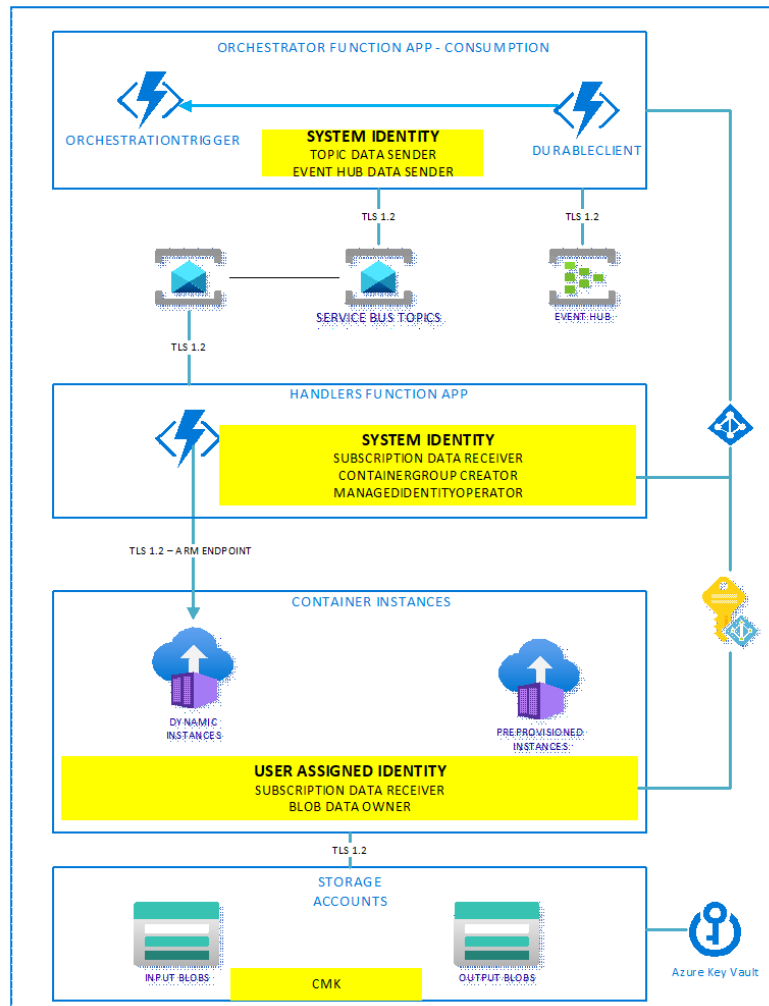 ORCHESTRATOR FUNCTION APP - CONSUMPTION
ORCHESTRATIONTRIGGER
DURABLECLIENT
SYSTEM IDENTITY
TOPIC DATA SENDER
EVENT HUB DATA SENDER
TLS 1.2
TLS 1.2
SERVICE BUS TOPICS
EVENT HUB
TLS 1.2
HANDLERS FUNCTION APP
SYSTEM IDENTITY
SUBSCRIPTION DATA RECEIVER
CONTAINERGROUP CREATOR
MANAGEDIDENTITYOPERATOR
TLS 1.2 – ARM ENDPOINT
CONTAINER INSTANCES
DYNAMIC
INSTANCES
PREPROVISIONED
INSTANCES
USER ASSIGNED IDENTITY
SUBSCRIPTION DATA RECEIVER
BLOB DATA OWNER
TLS 1.2
STORAGE
ACCOUNTS
INPUT BLOBS
OUTPUT BLOBS
CMK
Azure Key Vault